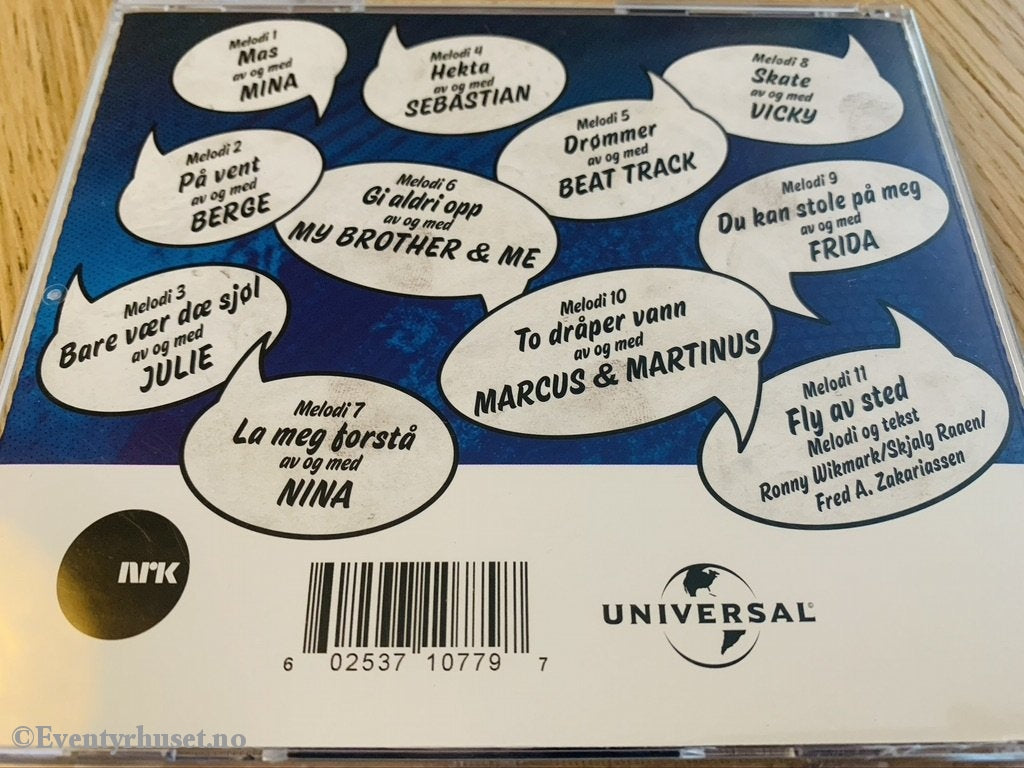 Melodi 1
Mas
av og med
MINA
Melodi 2
På vent
av og med
BERGE
Melodi 3
Bare vær dæ sjøl
av og med
JULIE
Melodi 4
Hekta
av og med
SEBASTIAN
Melodi 5
Drømmer
av og med
BEAT TRACK
Melodi 6
Gi aldri opp
av og med
MY BROTHER & ME
Melodi 7
La meg forstå
av og med
NINA
Melodi 8
Skate
av og med
VICKY
Melodi 9
Du kan stole på meg
av og med
FRIDA
Melodi 10
To dråper vann
av og med
MARCUS & MARTINUS
Melodi 11
Fly av sted
Melodi og tekst
Ronny Wikmark/Skjalg Raaen/
Fred A. Zakariassen
NRK
6 02537 10779 7
UNIVERSAL
©Eventyrhuset.no